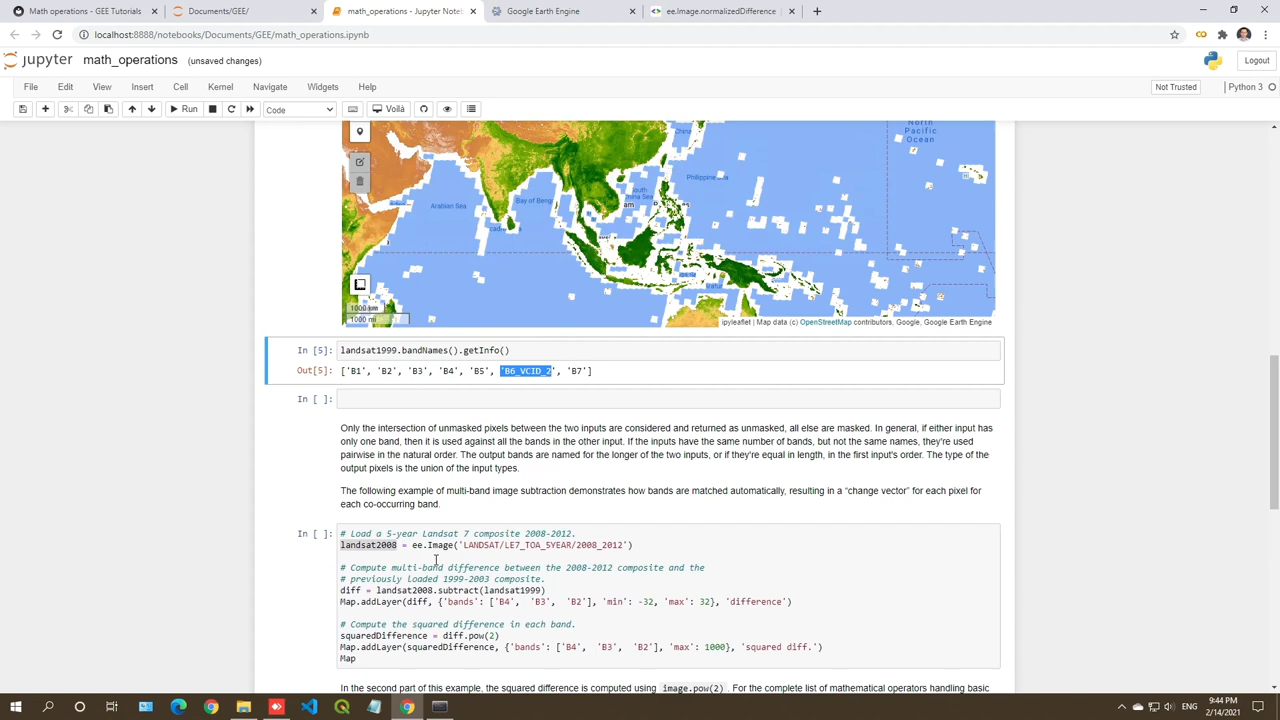 Math operations - GEE Tutorials
Documents/GEE/
math_operations - Jupyter Noteb
Google Earth Engine
ee.Image.normalizedDifference
localhost:8888/notebooks/Documents/GEE/math_operations.ipynb
jupyter math_operations (unsaved changes)
Logout
File Edit View Insert Cell Kernel Navigate Widgets Help
Not Trusted
Python 3
Run
Code
Voilà
China
North
Pacific
Ocean
Philippine Sea
Arabian Sea
Bay of Beng
South
1000 km
1000 mi
ipyleaflet | Map data (c) OpenStreetMap contributors, Google, Google Earth Engine
In [5]: landsat1999.bandNames().getInfo()
Out[5]: ['B1', 'B2', 'B3', 'B4', 'B5', 'B6_VCID_2', 'B7']
In [ ]:
Only the intersection of unmasked pixels between the two inputs are considered and returned as unmasked, all else are masked. In general, if either input has
only one band, then it is used against all the bands in the other input. If the inputs have the same number of bands, but not the same names, they're used
pairwise in the natural order. The output bands are named for the longer of the two inputs, or if they're equal in length, in the first input's order. The type of the
output pixels is the union of the input types.
The following example of multi-band image subtraction demonstrates how bands are matched automatically, resulting in a “change vector” for each pixel for
each co-occurring band.
In [ ]: # Load a 5-year Landsat 7 composite 2008-2012.
landsat2008 = ee.Image('LANDSAT/LE7_TOA_5YEAR/2008_2012')
# Compute multi-band difference between the 2008-2012 composite and the
# previously loaded 1999-2003 composite.
diff = landsat2008.subtract(landsat1999)
Map.addLayer(diff, {'bands': ['B4', 'B3', 'B2'], 'min': -32, 'max': 32}, 'difference')
# Compute the squared difference in each band.
squaredDifference = diff.pow(2)
Map.addLayer(squaredDifference, {'bands': ['B4', 'B3', 'B2'], 'max': 1000}, 'squared diff.')
Map
In the second part of this example, the squared difference is computed using image.pow(2). For the complete list of mathematical operators handling basic
ENG
9:44 PM
2/14/2021